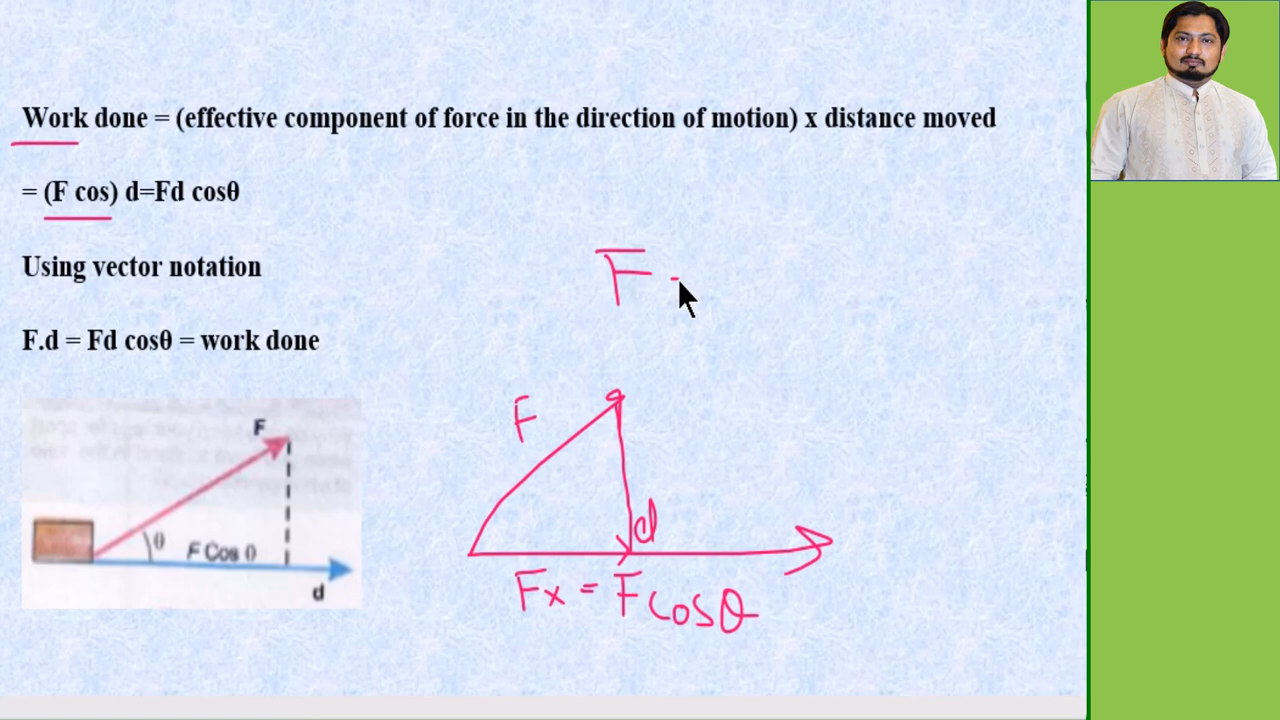 Work done = (effective component of force in the direction of motion) x distance moved
= (F cos) d=Fd cosθ
Using vector notation
F.d = Fd cosθ = work done
F
θ
F Cos θ
d
F
F
d
Fx = F cosθ